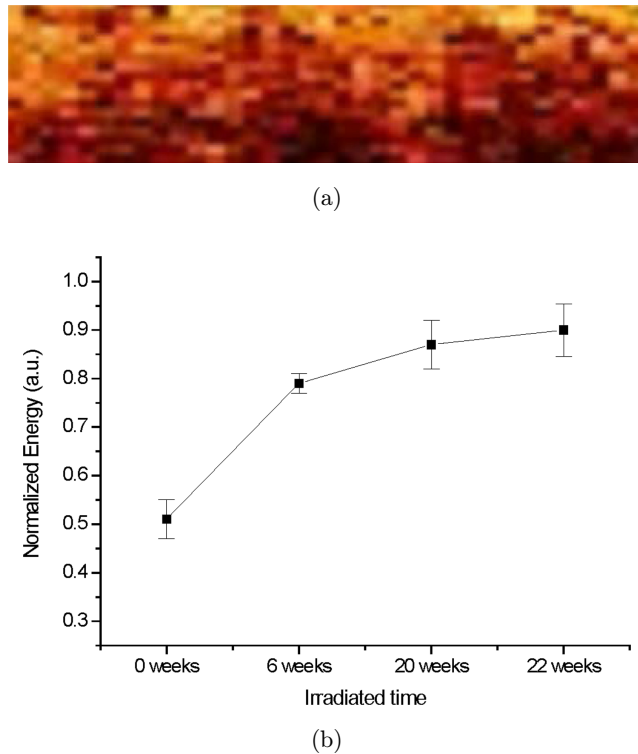 (a)
1.0
0.9
0.8
0.7
0.6
0.5
0.4
0.3
Normalized Energy (a.u.)
0 weeks 6 weeks 20 weeks 22 weeks
Irradiated time
(b)